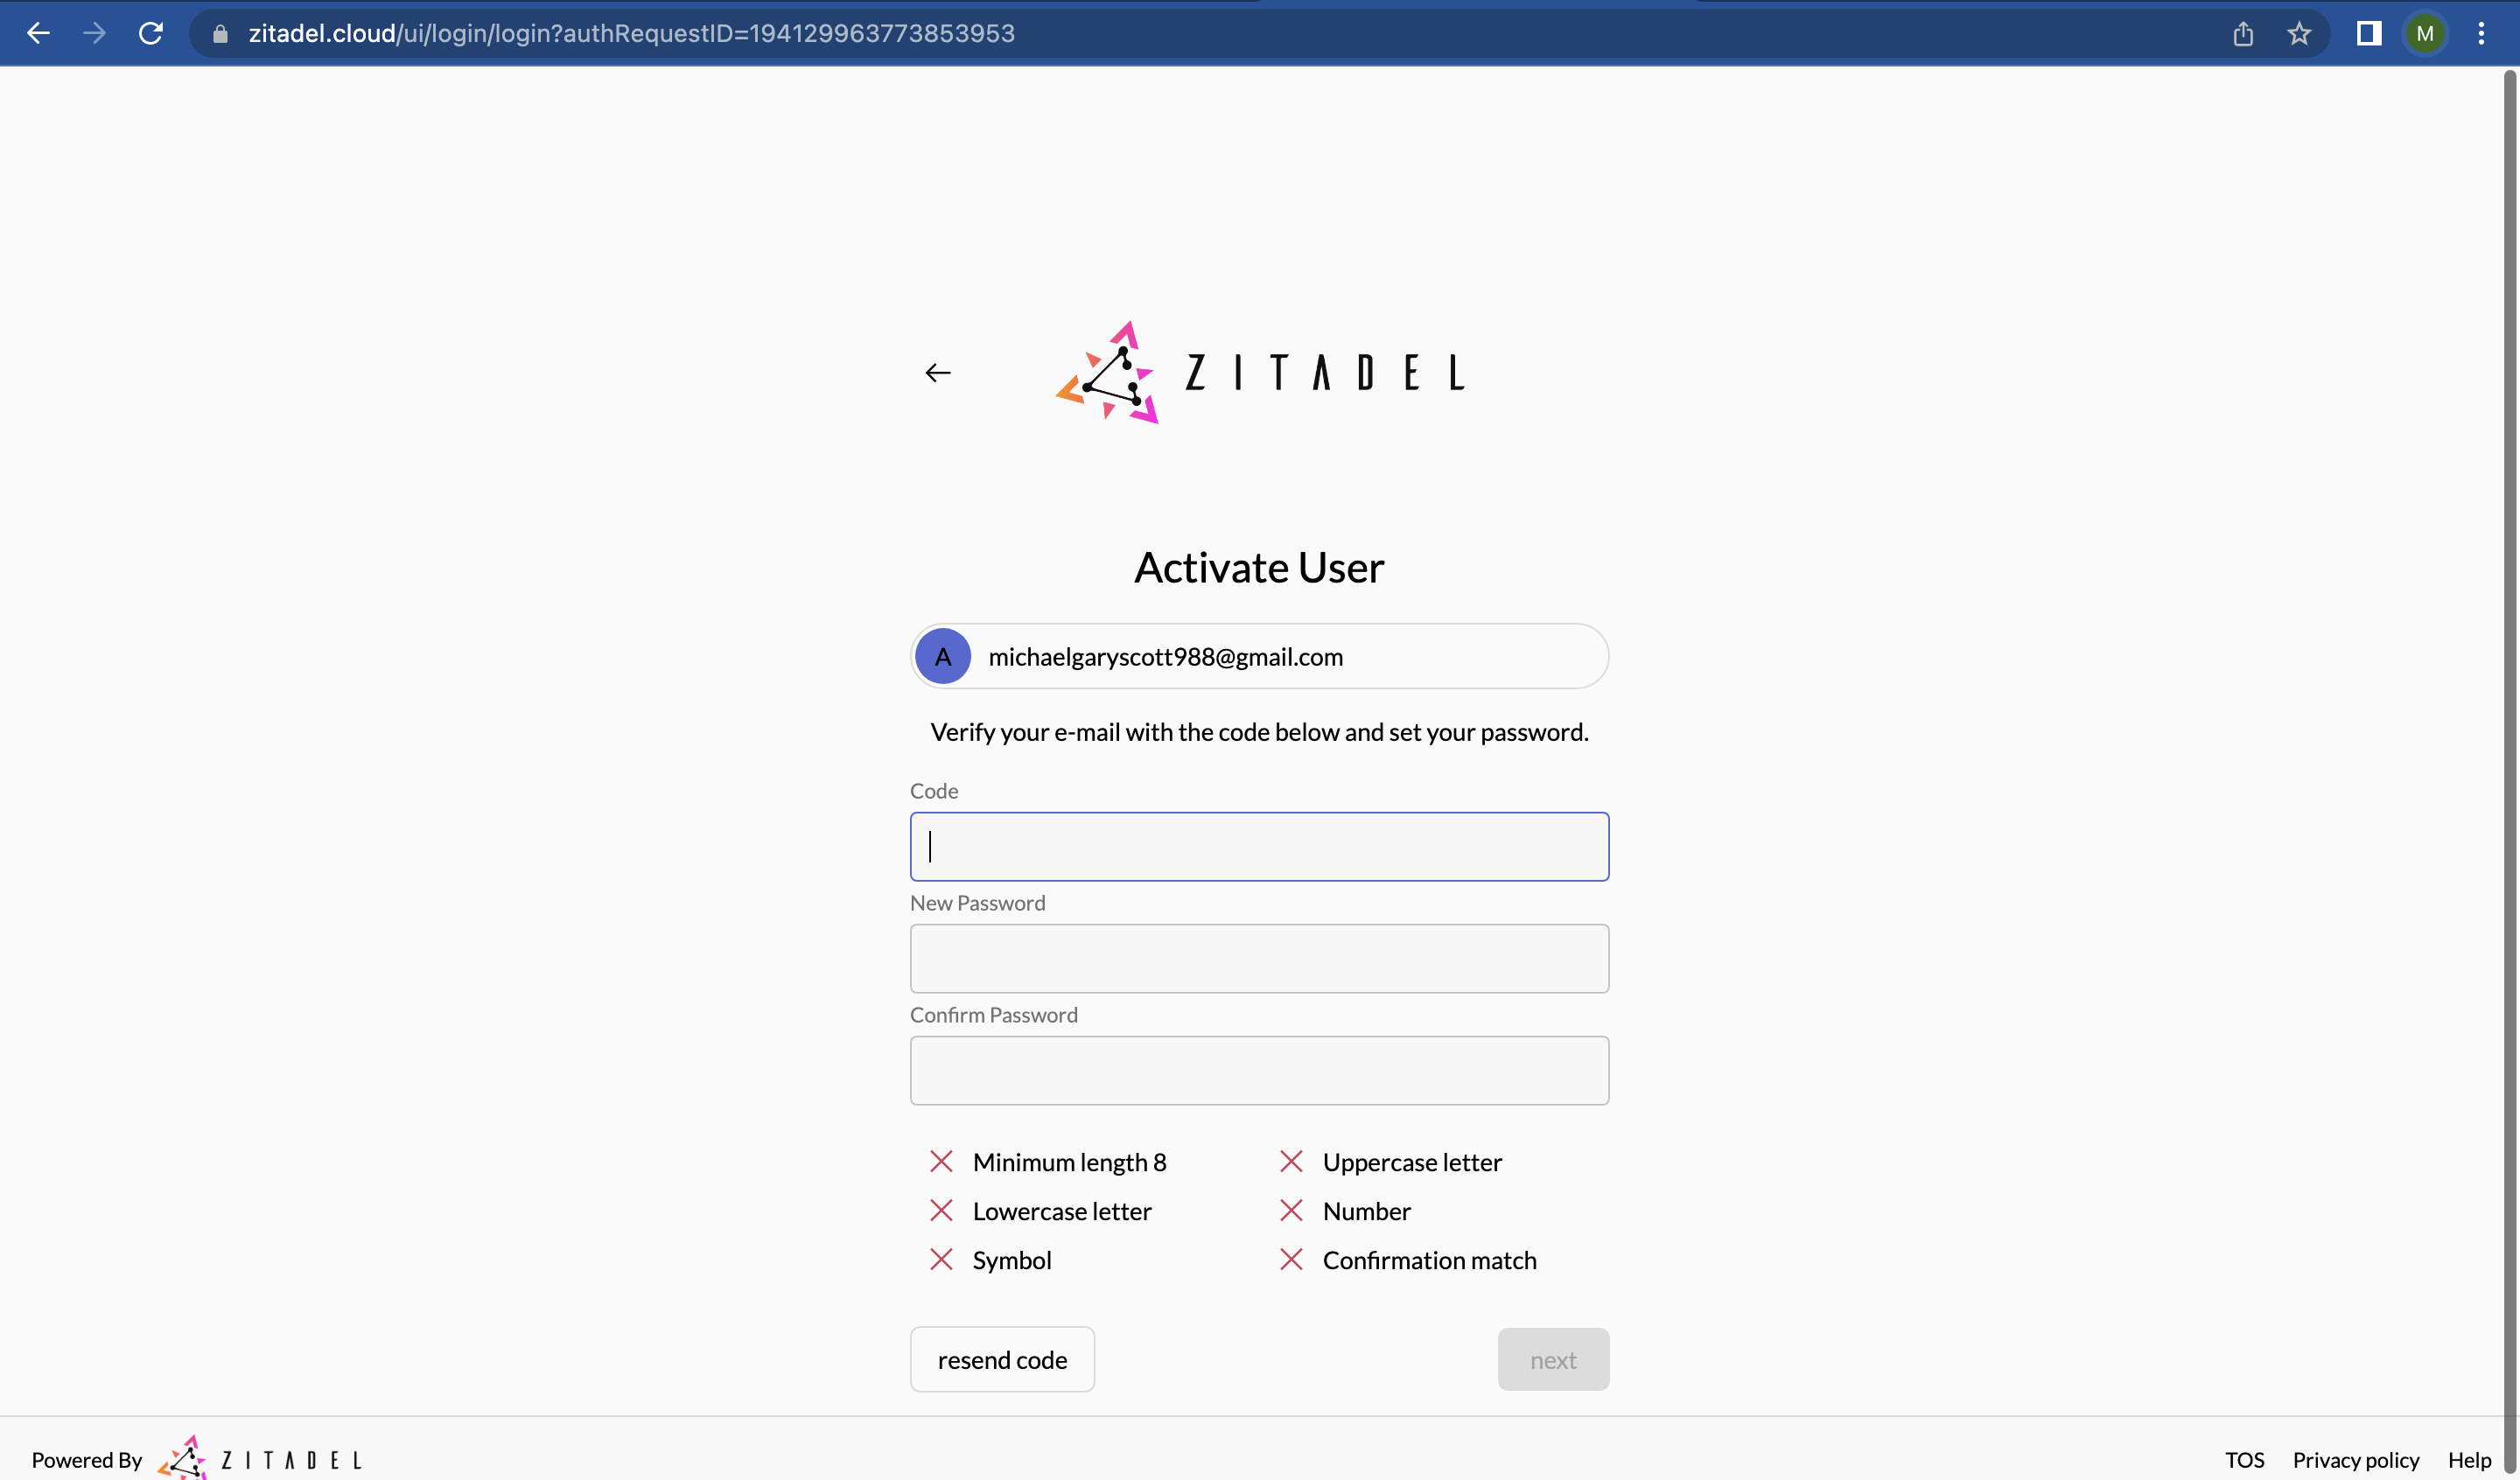 zitadel.cloud/ui/login/login?authRequestID=194129963773853953
M
ZITADEL
Activate User
A
michaelgaryscott988@gmail.com
Verify your e-mail with the code below and set your password.
Code
New Password
Confirm Password
Minimum length 8
Uppercase letter
Lowercase letter
Number
Symbol
Confirmation match
resend code
next
Powered By ZITADEL
TOS Privacy policy Help